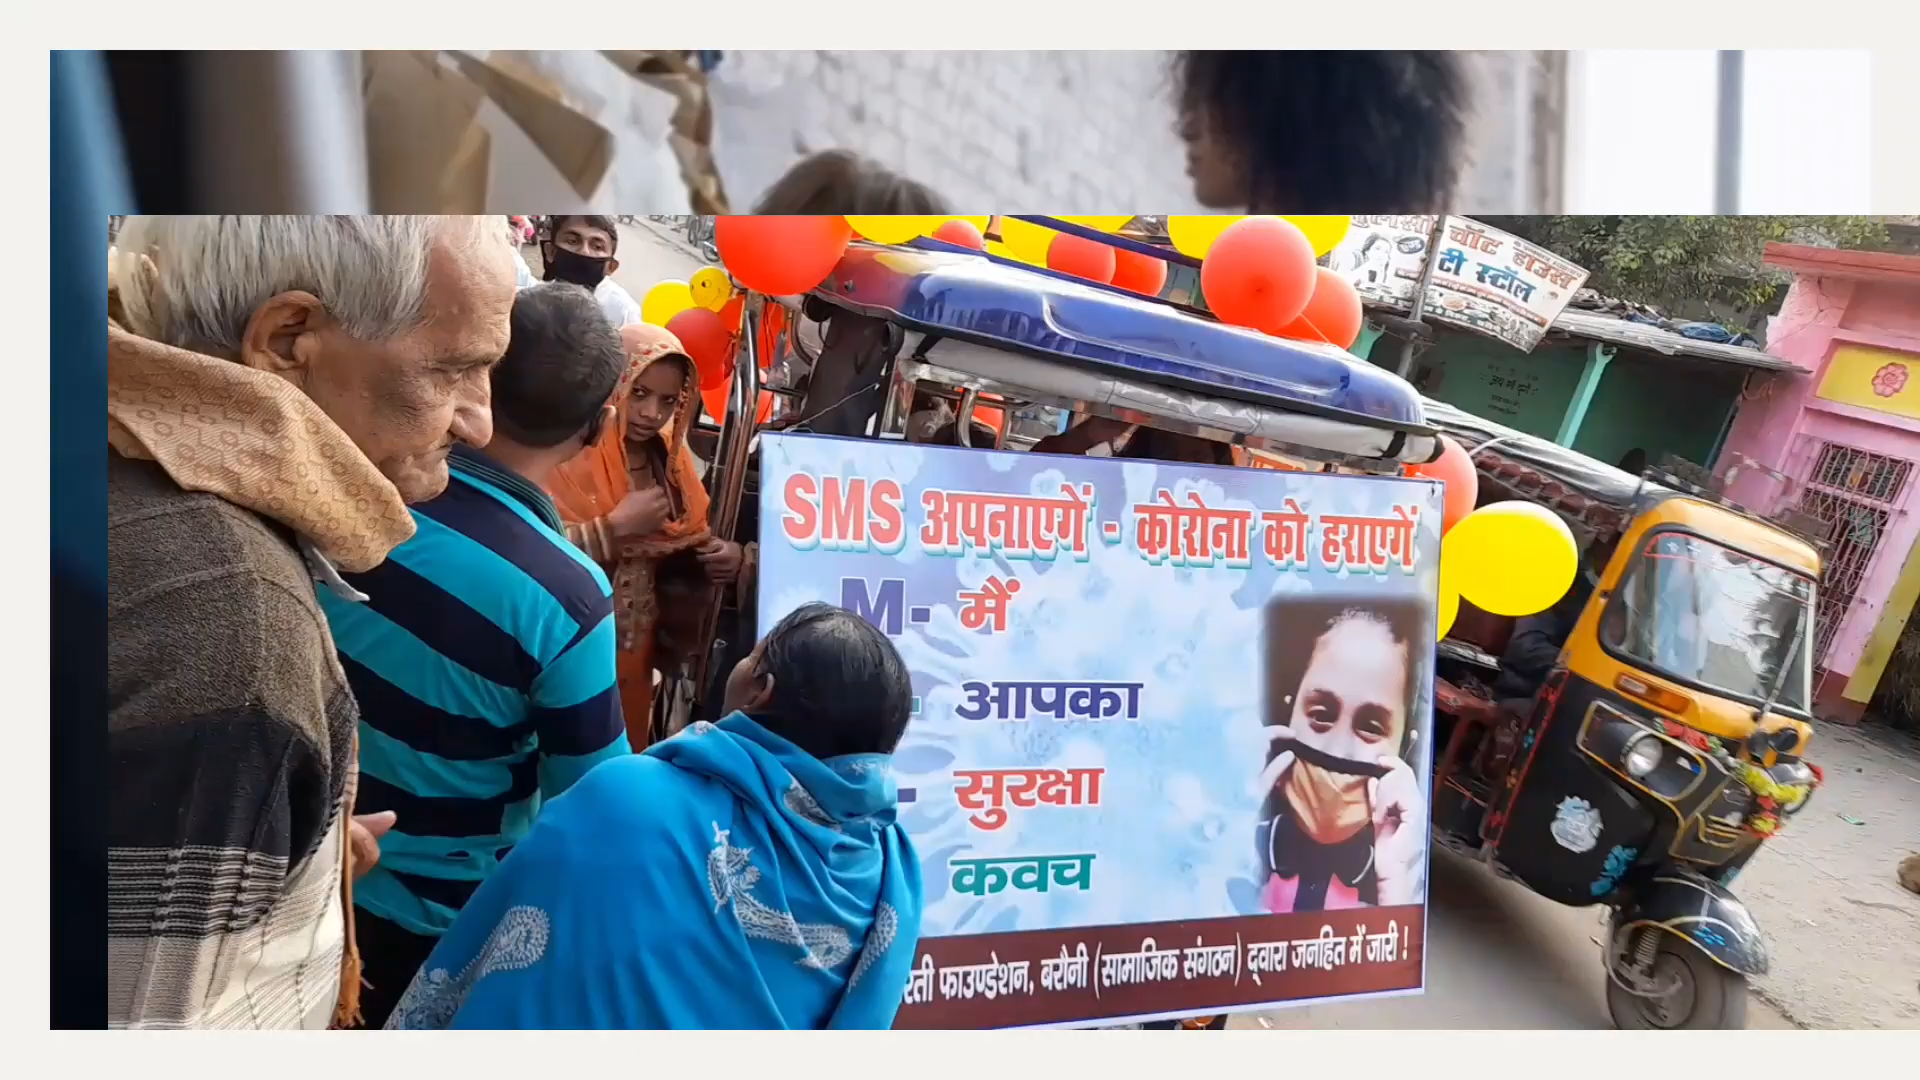 चॉट हाउस
टी स्टॉल
SMS अपनाएगें - कोरोना को हराएगें
M- मैं
- आपका
- सुरक्षा
कवच
फाउण्डेशन, बरौनी (सामाजिक संगठन) द्वारा जनहित में जारी !